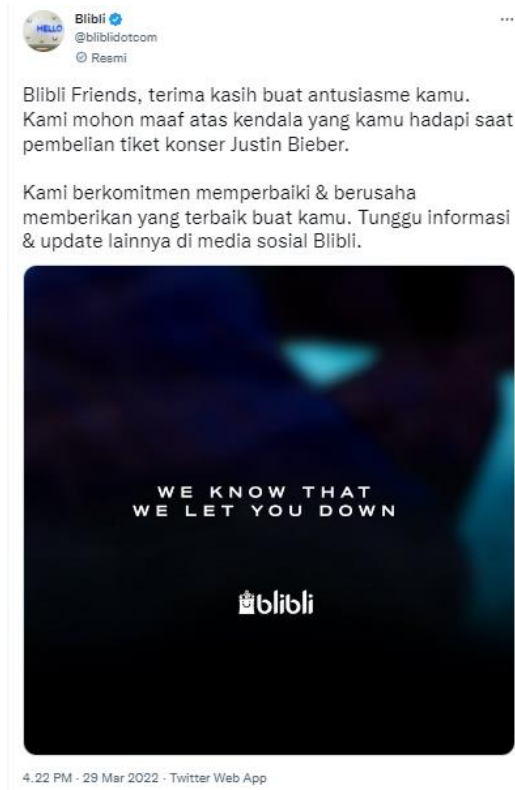 Blibli
@bliblidotcom
Resmi
Blibli Friends, terima kasih buat antusiasme kamu.
Kami mohon maaf atas kendala yang kamu hadapi saat
pembelian tiket konser Justin Bieber.
Kami berkomitmen memperbaiki & berusaha
memberikan yang terbaik buat kamu. Tunggu informasi
& update lainnya di media sosial Blibli.
WE KNOW THAT
WE LET YOU DOWN
blibli
4.22 PM · 29 Mar 2022 · Twitter Web App
HELLO